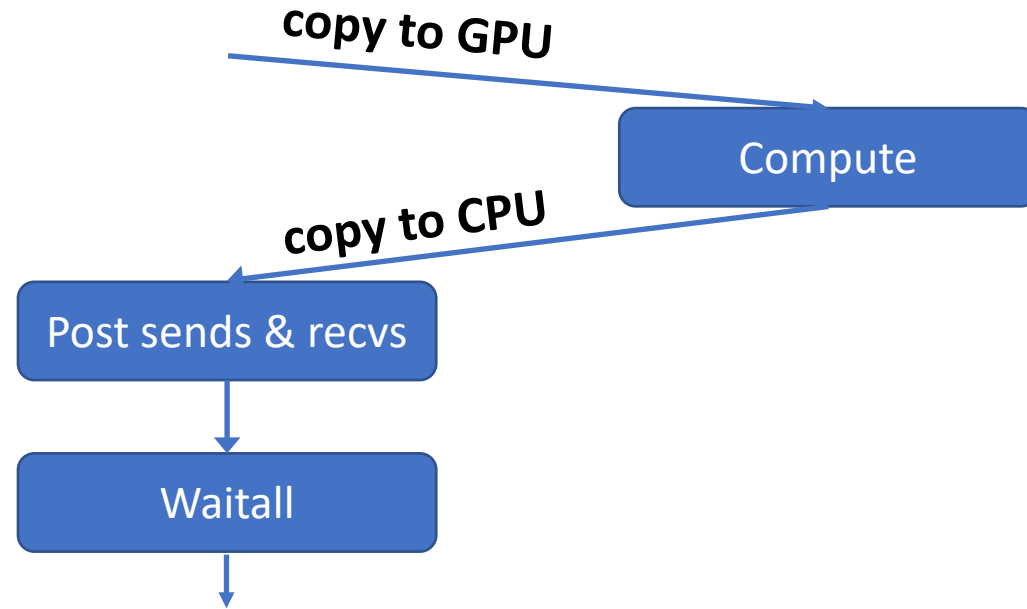 copy to GPU
Compute
copy to CPU
Post sends & recvs
Waitall